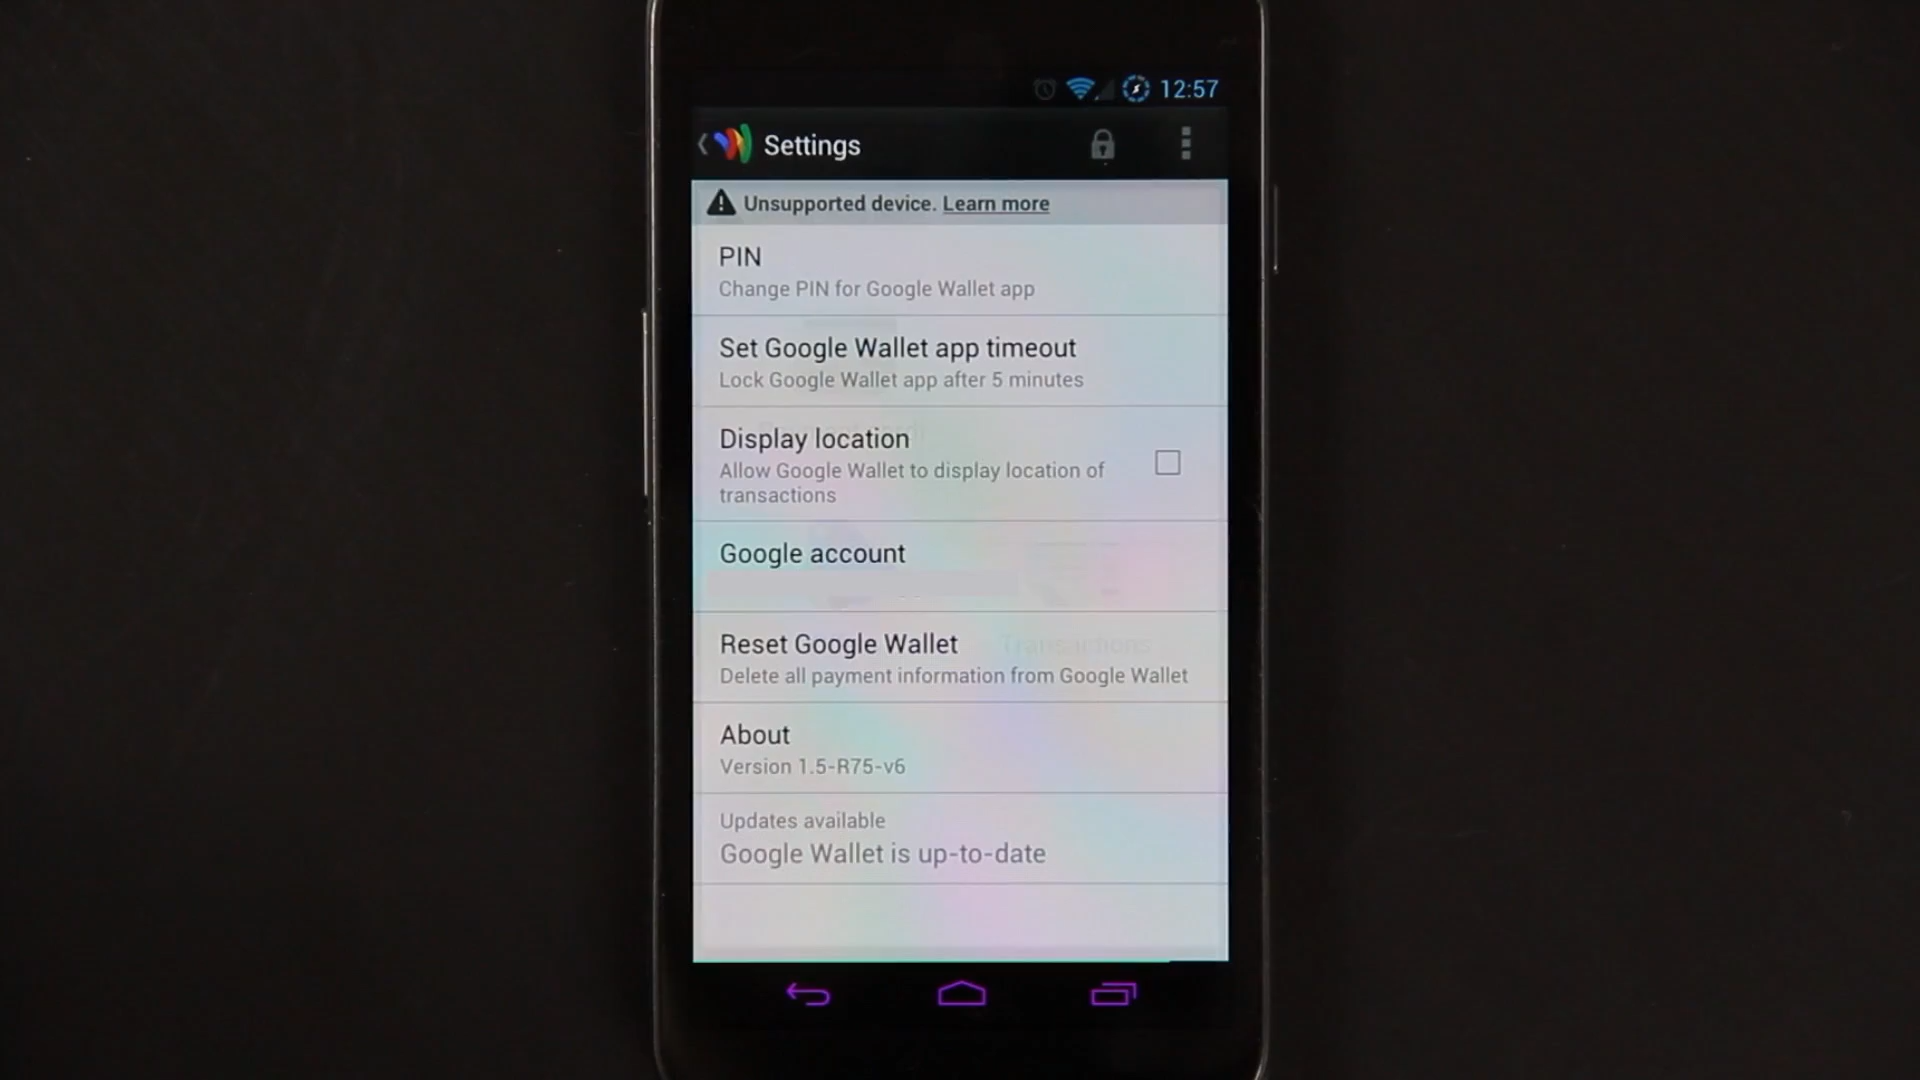 12:57
Settings
Unsupported device. Learn more
PIN
Change PIN for Google Wallet app
Set Google Wallet app timeout
Lock Google Wallet app after 5 minutes
Display location
Allow Google Wallet to display location of
transactions
Google account
Reset Google Wallet
Transactions
Delete all payment information from Google Wallet
About
Version 1.5-R75-v6
Updates available
Google Wallet is up-to-date